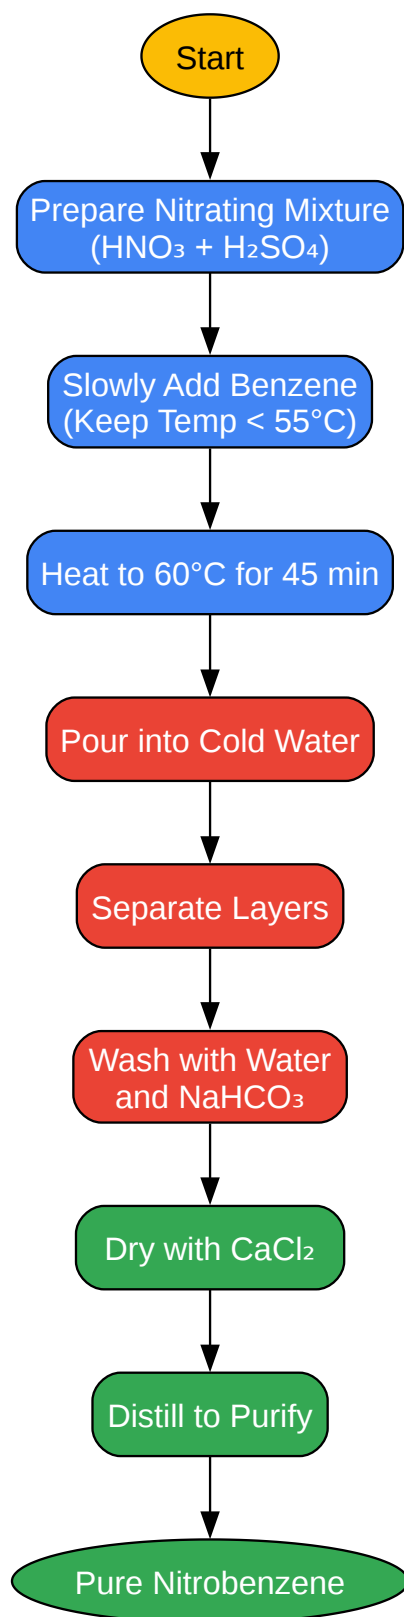 Start
Prepare Nitrating Mixture
(HNO₃ + H₂SO₄)
Slowly Add Benzene
(Keep Temp < 55°C)
Heat to 60°C for 45 min
Pour into Cold Water
Separate Layers
Wash with Water
and NaHCO₃
Dry with CaCl₂
Distill to Purify
Pure Nitrobenzene